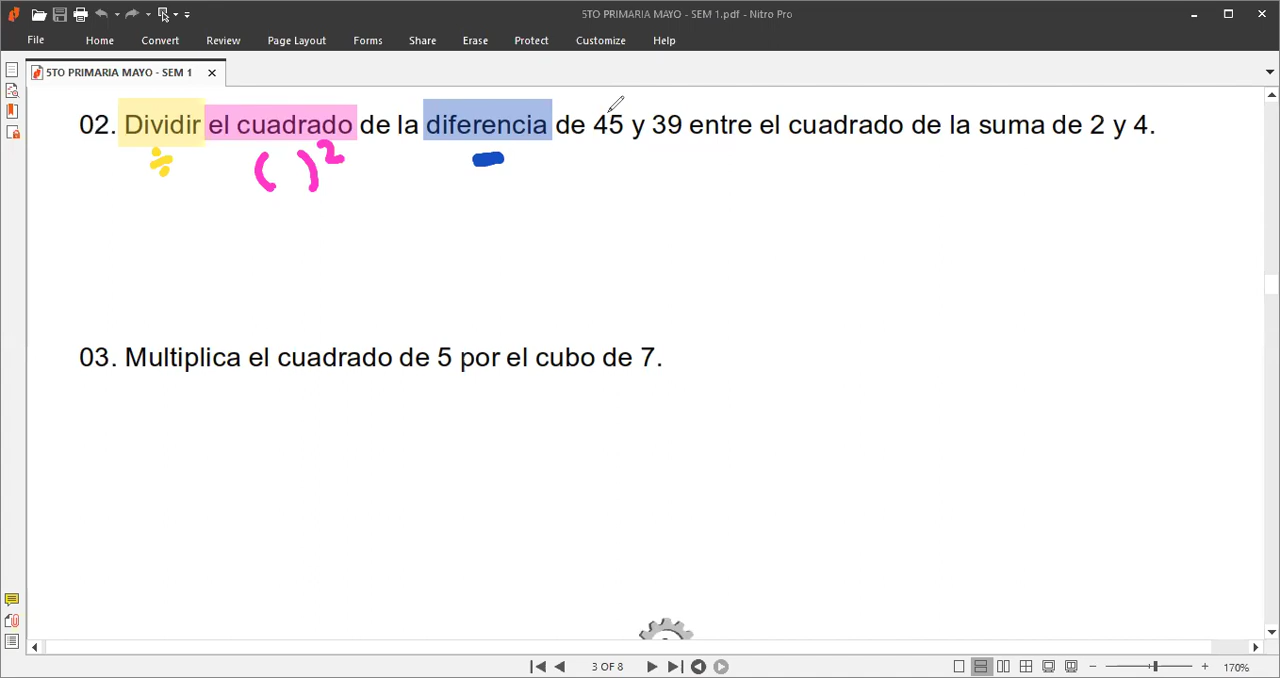 5TO PRIMARIA MAYO - SEM 1.pdf - Nitro Pro
File Home Convert Review Page Layout Forms Share Erase Protect Customize Help
5TO PRIMARIA MAYO - SEM 1 ×
02. Dividir el cuadrado de la diferencia de 45 y 39 entre el cuadrado de la suma de 2 y 4.
÷ ( )² −
03. Multiplica el cuadrado de 5 por el cubo de 7.
3 OF 8 170%